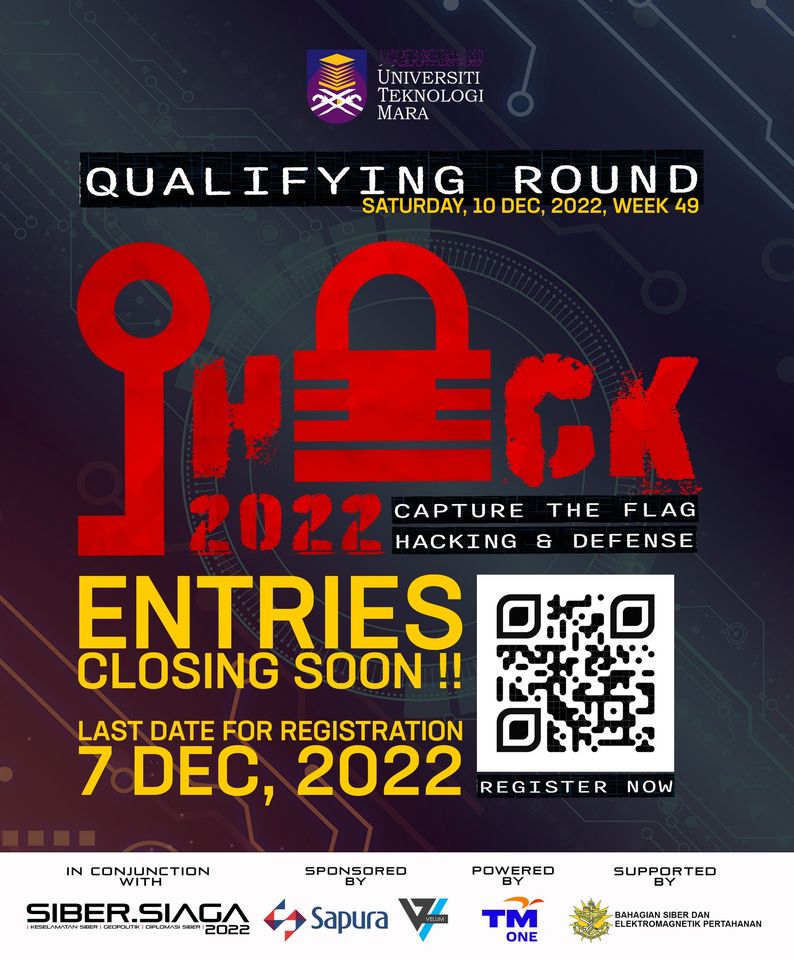 UNIVERSITI
TEKNOLOGI
MARA
QUALIFYING ROUND
SATURDAY, 10 DEC, 2022, WEEK 49
iHACK
2022
CAPTURE THE FLAG
HACKING & DEFENSE
ENTRIES
CLOSING SOON !!
LAST DATE FOR REGISTRATION
7 DEC, 2022
REGISTER NOW
IN CONJUNCTION
WITH
SIBER.SIAGA
| KESELAMATAN SIBER | GEOPOLITIK | DIPLOMASI SIBER | 2022
SPONSORED
BY
Sapura
VELUM
POWERED
BY
TM
ONE
SUPPORTED
BY
BAHAGIAN SIBER DAN
ELEKTROMAGNETIK PERTAHANAN